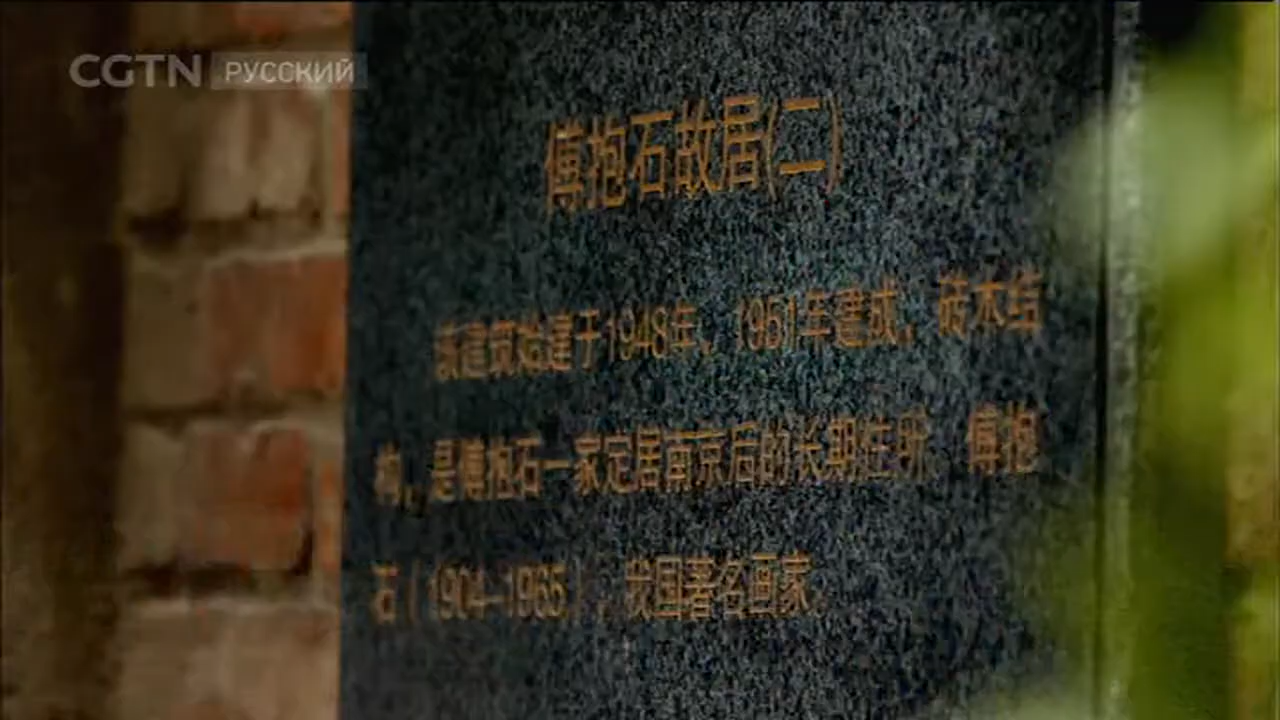 CGTN РУССКИЙ
傅抱石故居(二)
该建筑始建于1948年、1951年建成，砖木结
构，是傅抱石一家定居南京后的长期住所。傅抱
石（1904-1965），我国著名画家